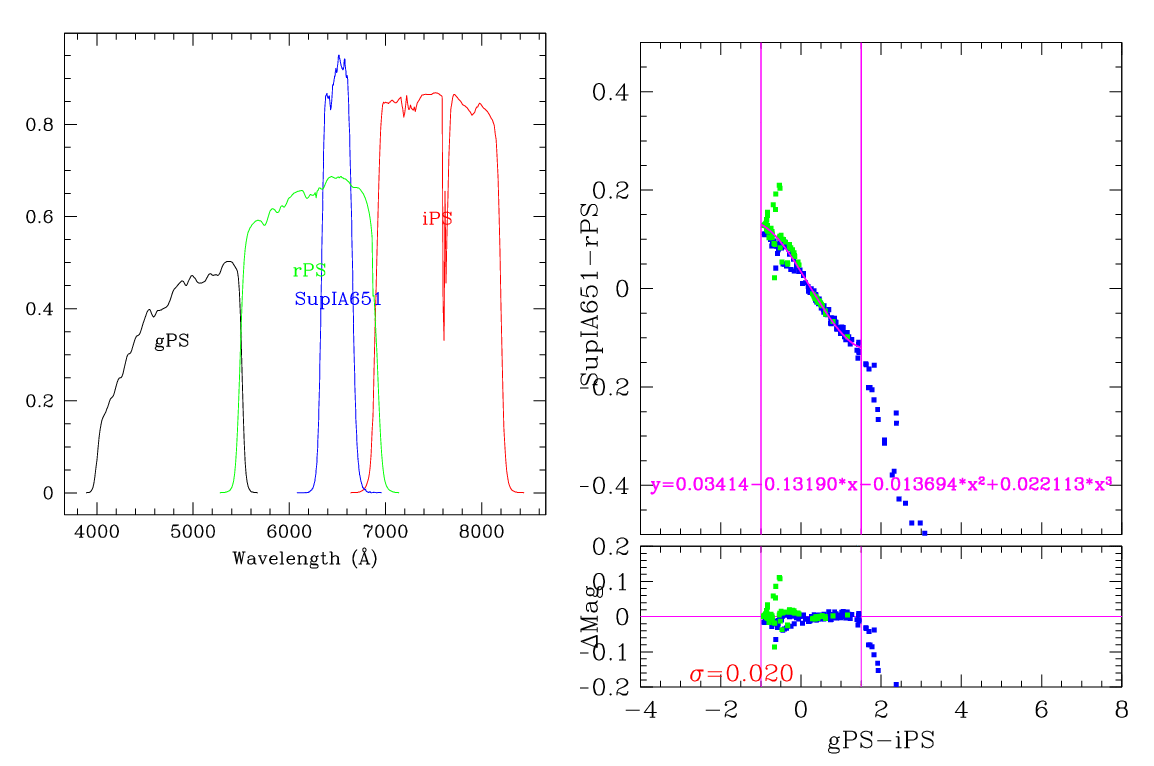 0.8
0.6
0.4
0.2
0
4000 5000 6000 7000 8000
Wavelength (Å)
gPS
rPS
SupIA651
iPS
0.4
0.2
0
-0.2
-0.4
SupIA651-rPS
y=0.03414-0.13190*x-0.013694*x²+0.022113*x³
0.2
0.1
0
-0.1
-0.2
ΔMag
σ=0.020
-4 -2 0 2 4 6 8
gPS-iPS